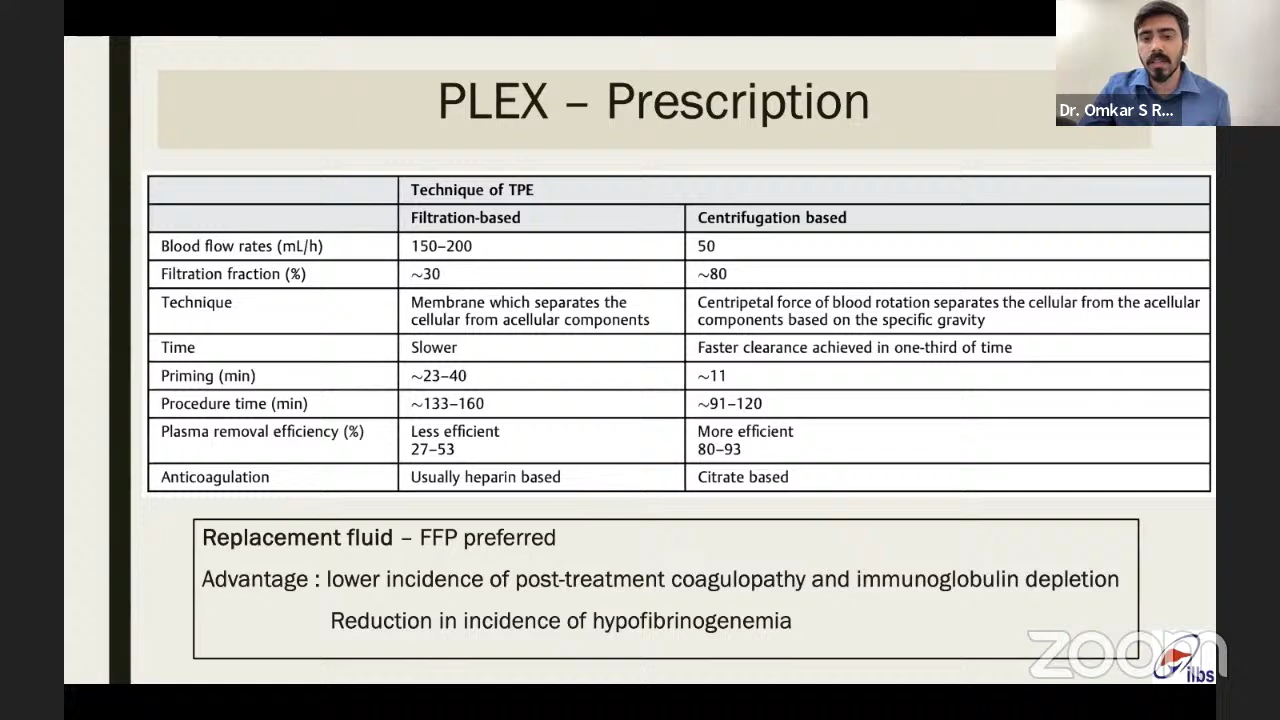 PLEX – Prescription
Dr. Omkar S R...
Technique of TPE
Filtration-based Centrifugation based
Blood flow rates (mL/h) 150–200 50
Filtration fraction (%) ~30 ~80
Technique Membrane which separates the cellular from acellular components Centripetal force of blood rotation separates the cellular from the acellular components based on the specific gravity
Time Slower Faster clearance achieved in one-third of time
Priming (min) ~23–40 ~11
Procedure time (min) ~133–160 ~91–120
Plasma removal efficiency (%) Less efficient 27–53 More efficient 80–93
Anticoagulation Usually heparin based Citrate based
Replacement fluid – FFP preferred
Advantage : lower incidence of post-treatment coagulopathy and immunoglobulin depletion
Reduction in incidence of hypofibrinogenemia
zoom
ilbs